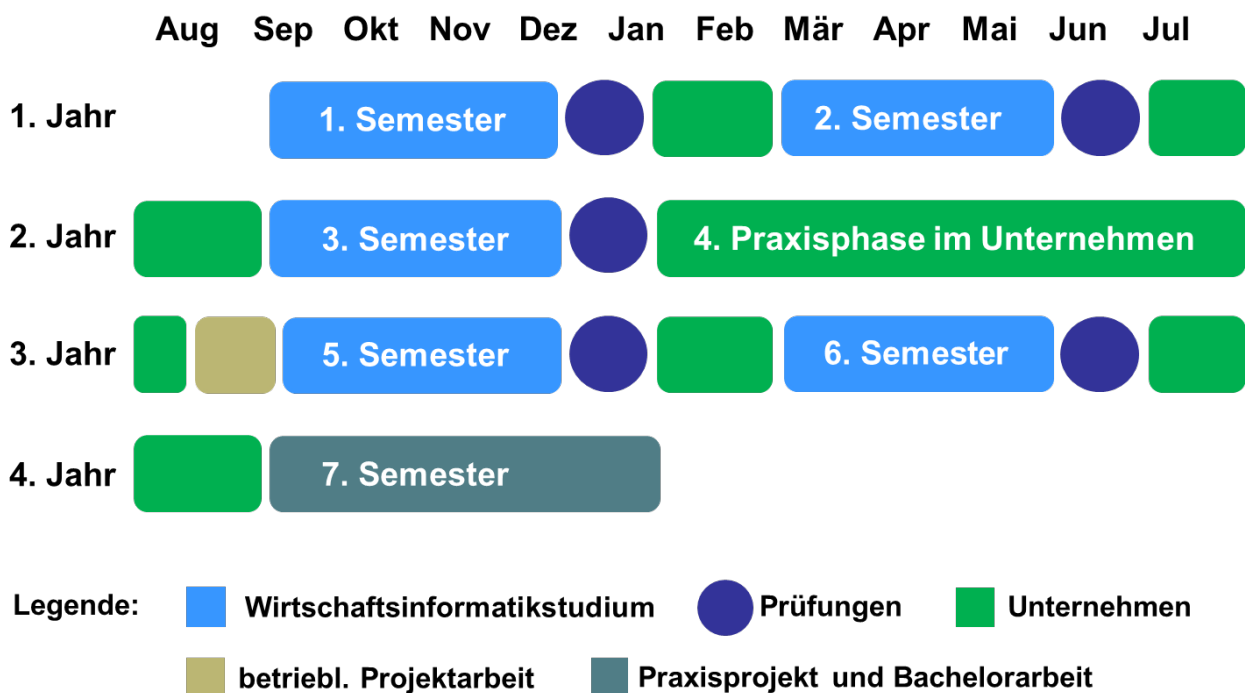 Aug Sep Okt Nov Dez Jan Feb Mär Apr Mai Jun Jul
1. Jahr 1. Semester 2. Semester
2. Jahr 3. Semester 4. Praxisphase im Unternehmen
3. Jahr 5. Semester 6. Semester
4. Jahr 7. Semester
Legende: Wirtschaftsinformatikstudium Prüfungen Unternehmen
betriebl. Projektarbeit Praxisprojekt und Bachelorarbeit